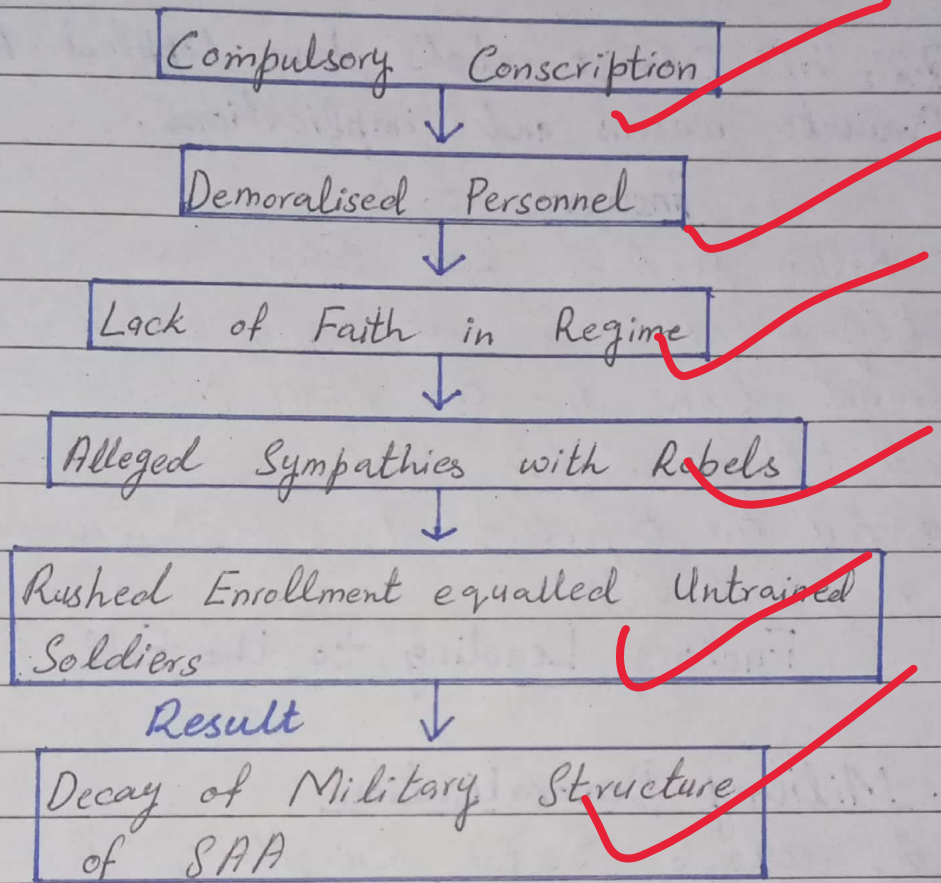 Compulsory Conscription
Demoralised Personnel
Lack of Faith in Regime
Alleged Sympathies with Rebels
Rushed Enrollment equalled Untrained
Soldiers
Result
Decay of Military Structure
of SAA